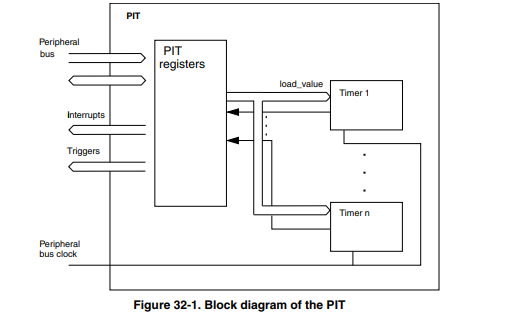 PIT
Peripheral
bus
PIT
registers
load_value
Timer 1
Interrupts
Triggers
Timer n
Peripheral
bus clock
Figure 32-1. Block diagram of the PIT